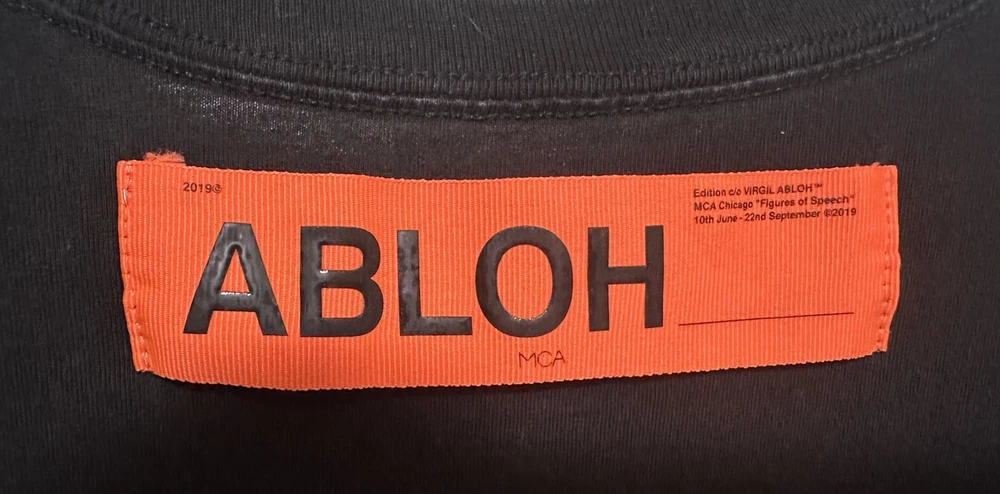 2019©
Edition c/o VIRGIL ABLOH™
MCA Chicago "Figures of Speech"
10th June - 22nd September ©2019
ABLOH
MCA